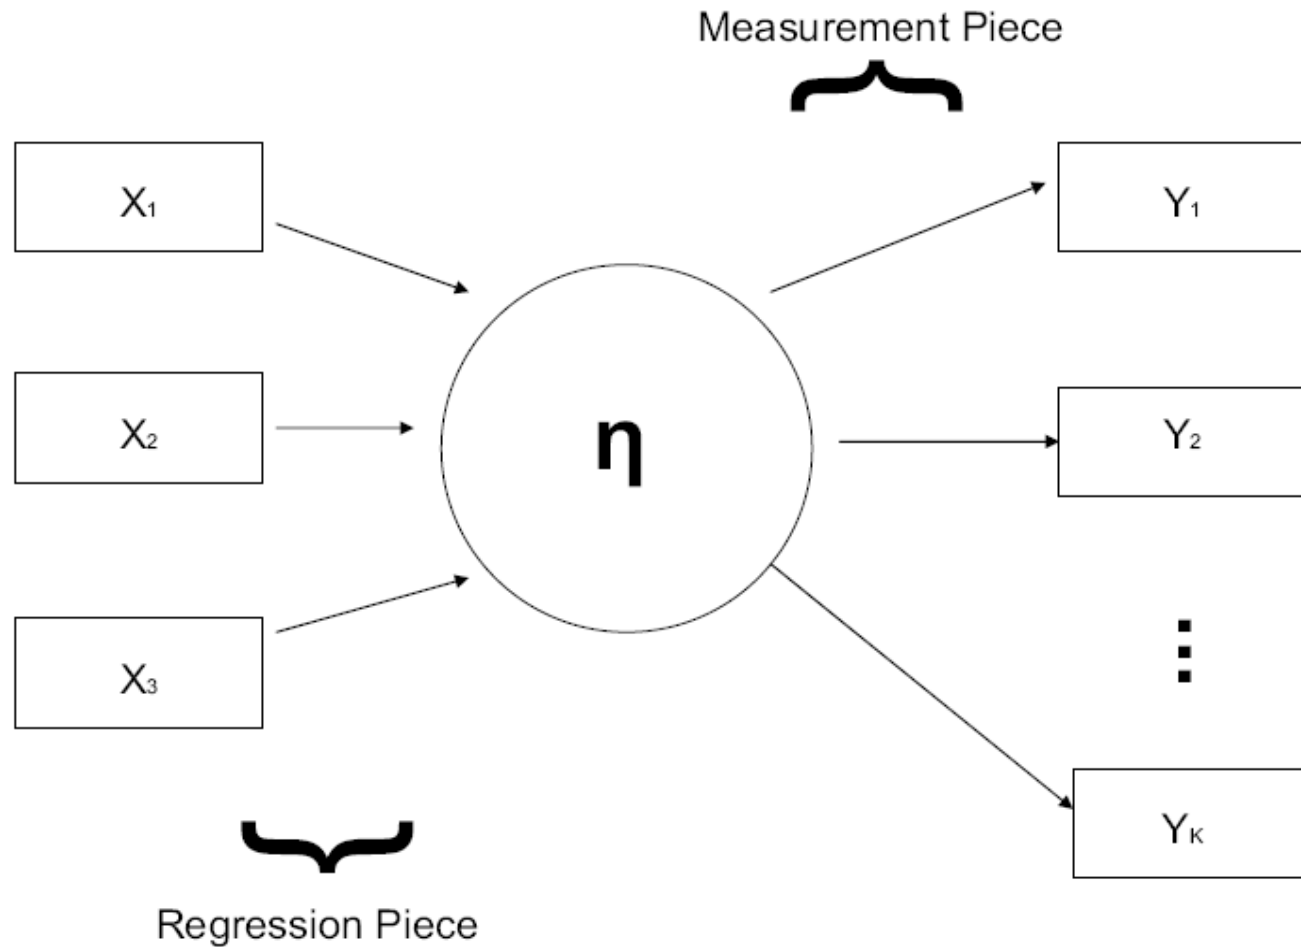 Measurement Piece
X₁
Y₁
X₂
η
Y₂
X₃
⋮
Yₖ
Regression Piece